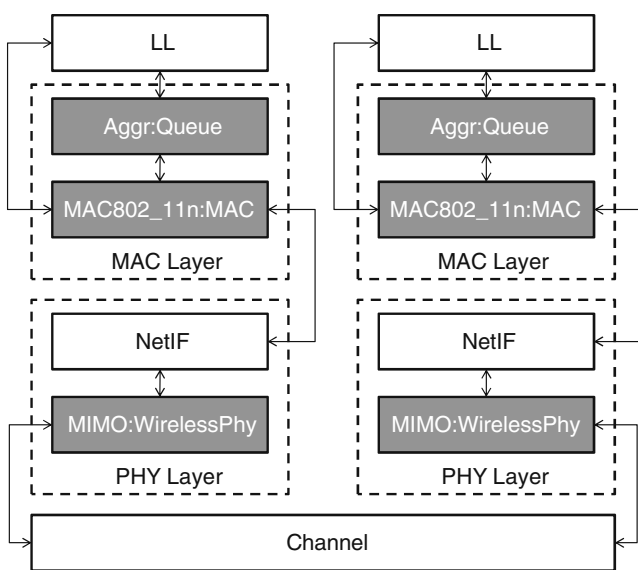 LL
Aggr:Queue
MAC802_11n:MAC
MAC Layer
NetIF
MIMO:WirelessPhy
PHY Layer
LL
Aggr:Queue
MAC802_11n:MAC
MAC Layer
NetIF
MIMO:WirelessPhy
PHY Layer
Channel